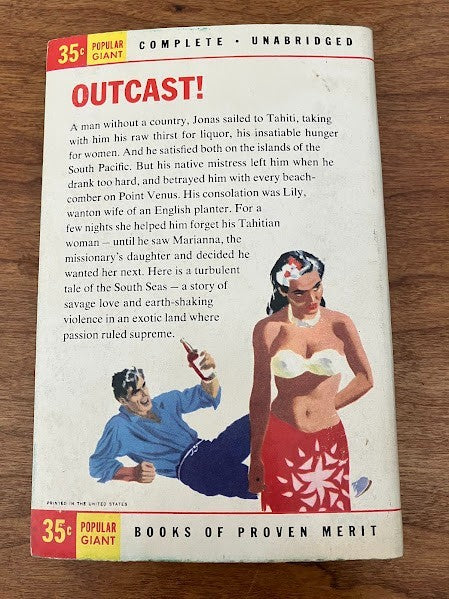 35¢ POPULAR GIANT COMPLETE • UNABRIDGED
OUTCAST!
A man without a country, Jonas sailed to Tahiti, taking
with him his raw thirst for liquor, his insatiable hunger
for women. And he satisfied both on the islands of the
South Pacific. But his native mistress left him when he
drank too hard, and betrayed him with every beach-
comber on Point Venus. His consolation was Lily,
wanton wife of an English planter. For a
few nights she helped him forget his Tahitian
woman — until he saw Marianna, the
missionary's daughter and decided he
wanted her next. Here is a turbulent
tale of the South Seas — a story of
savage love and earth-shaking
violence in an exotic land where
passion ruled supreme.
PRINTED IN THE UNITED STATES
35¢ POPULAR GIANT BOOKS OF PROVEN MERIT